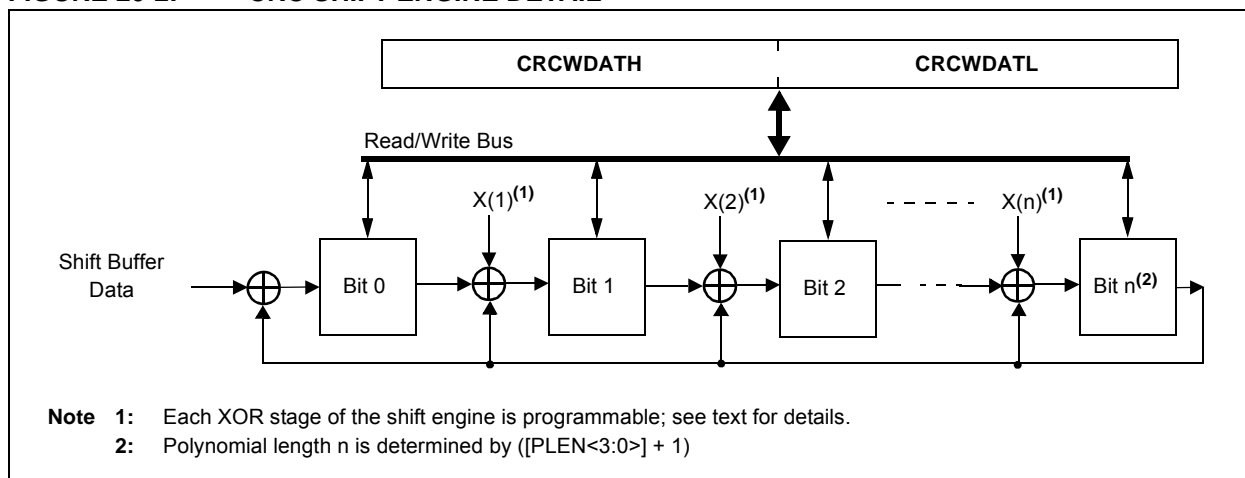 CRCWDATH CRCWDATL
Read/Write Bus
X(1)(1) X(2)(1) X(n)(1)
Shift Buffer
Data
Bit 0 Bit 1 Bit 2 Bit n(2)
Note 1: Each XOR stage of the shift engine is programmable; see text for details.
2: Polynomial length n is determined by ([PLEN<3:0>] + 1)